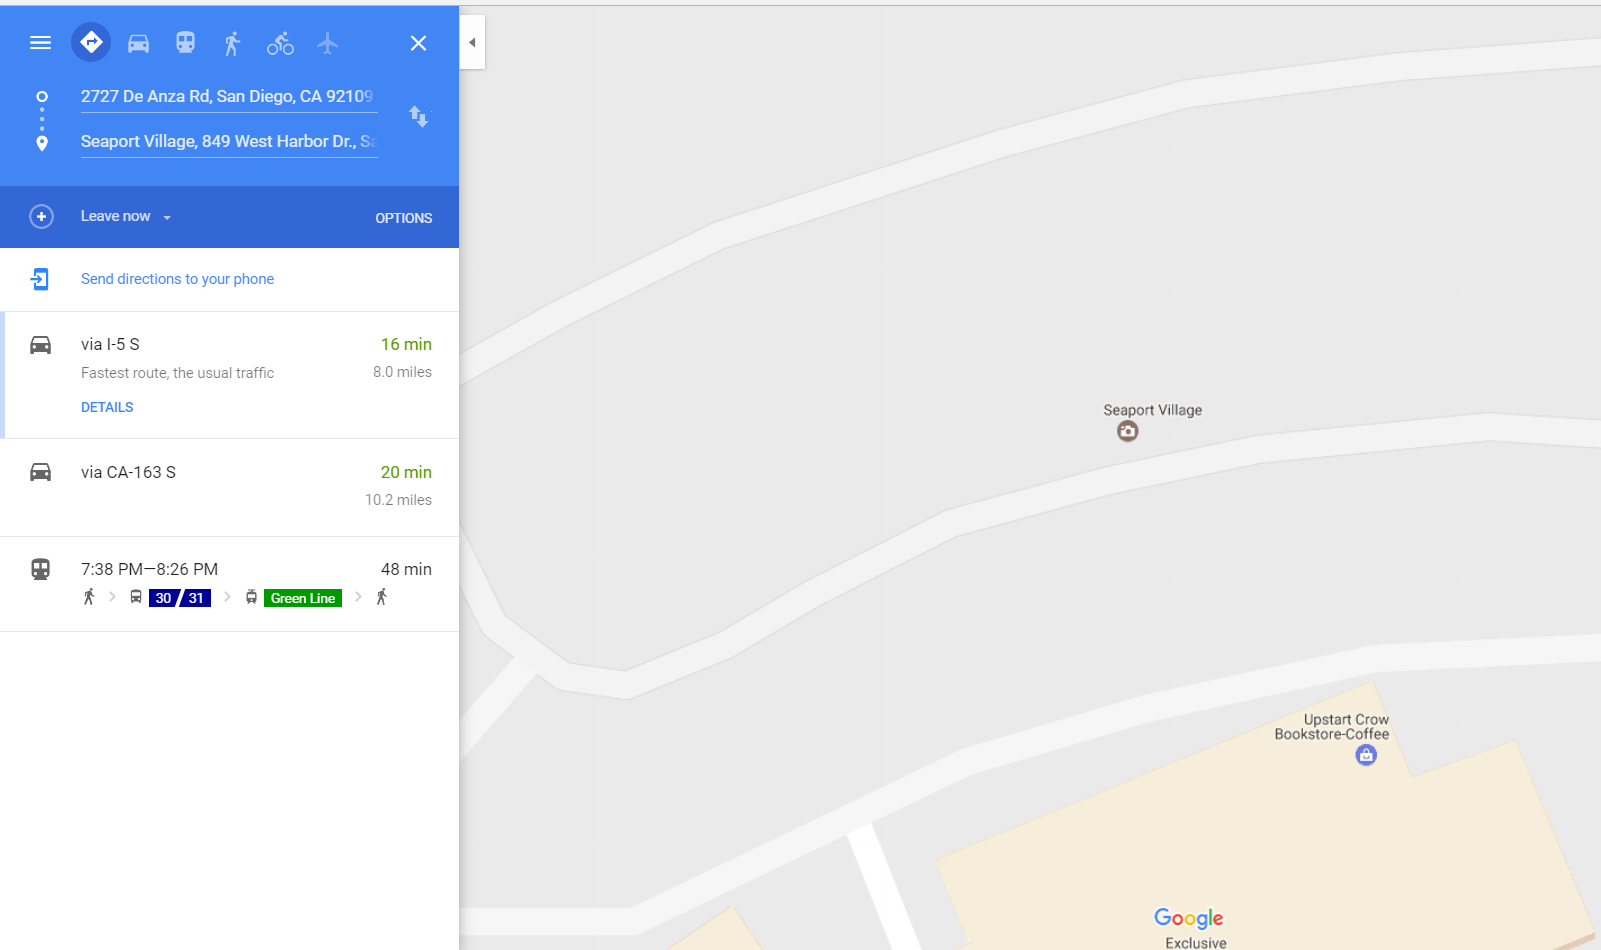 2727 De Anza Rd, San Diego, CA 92109
Seaport Village, 849 West Harbor Dr., Sa
Leave now
OPTIONS
Send directions to your phone
via I-5 S
16 min
Fastest route, the usual traffic
8.0 miles
DETAILS
via CA-163 S
20 min
10.2 miles
7:38 PM—8:26 PM
48 min
30 / 31
Green Line
Seaport Village
Upstart Crow
Bookstore-Coffee
Google
Exclusive